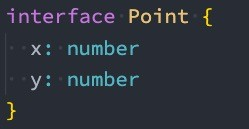 interface Point {
  x: number
  y: number
}